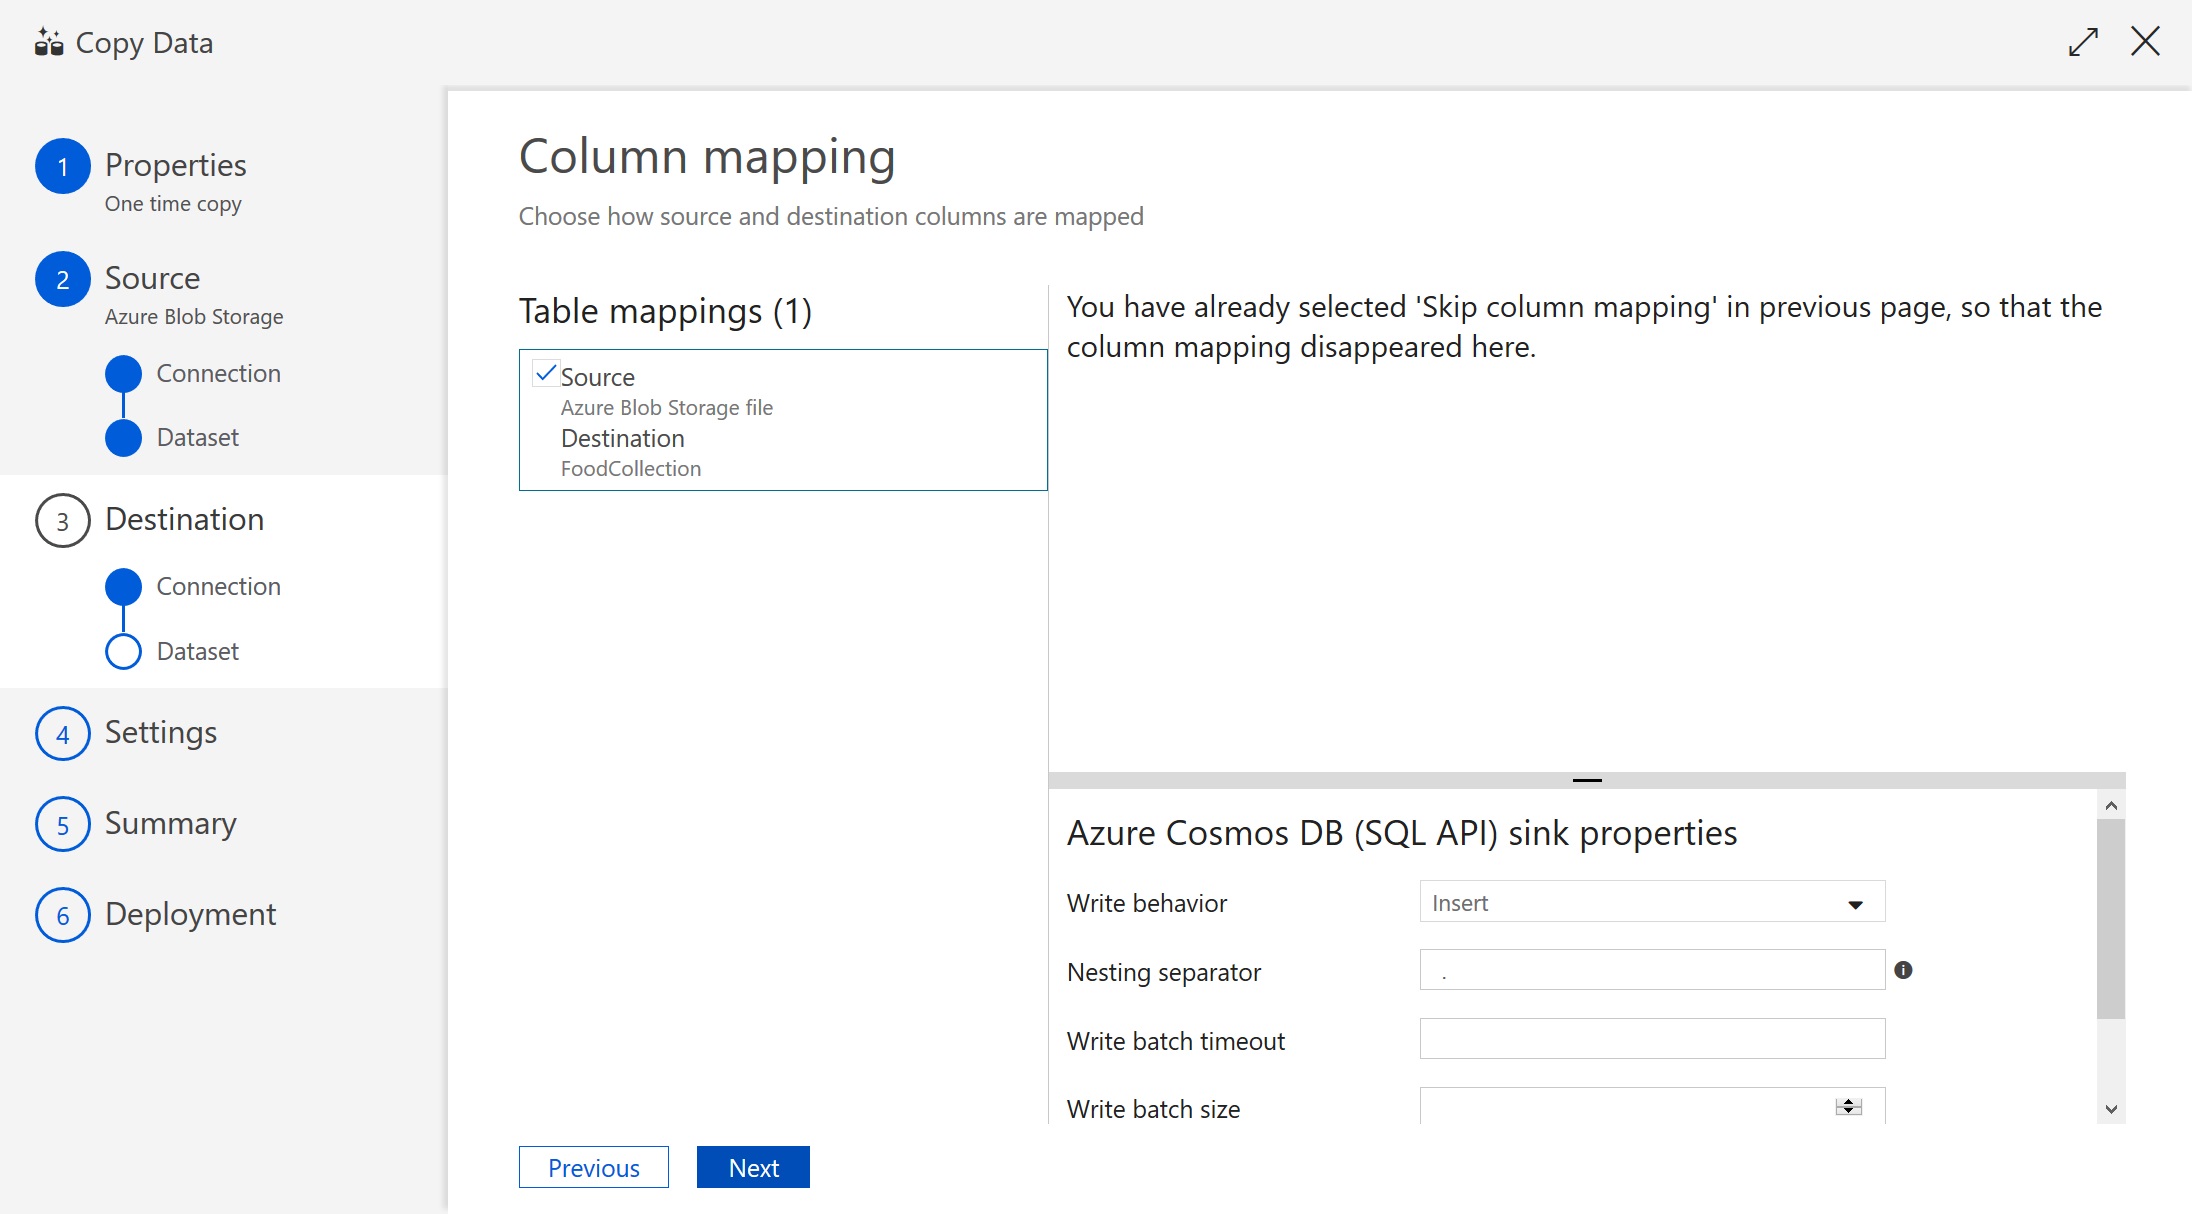 Copy Data
1
Properties
One time copy
2
Source
Azure Blob Storage
Connection
Dataset
3
Destination
Connection
Dataset
4
Settings
5
Summary
6
Deployment
Column mapping
Choose how source and destination columns are mapped
Table mappings (1)
Source
Azure Blob Storage file
Destination
FoodCollection
You have already selected 'Skip column mapping' in previous page, so that the
column mapping disappeared here.
Azure Cosmos DB (SQL API) sink properties
Write behavior
Insert
Nesting separator
.
Write batch timeout
Write batch size
Previous
Next